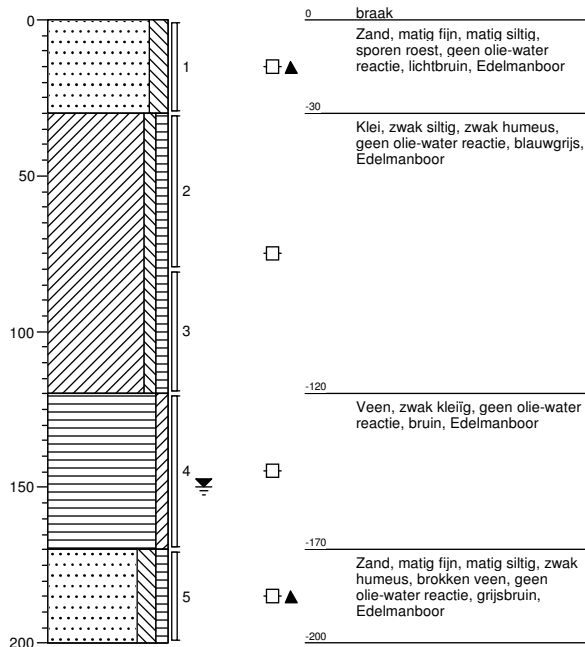 0
50
100
150
200
1
2
3
4
5
0
braak
Zand, matig fijn, matig siltig,
sporen roest, geen olie-water
reactie, lichtbruin, Edelmanboor
-30
Klei, zwak siltig, zwak humeus,
geen olie-water reactie, blauwgrijs,
Edelmanboor
-120
Veen, zwak kleiïg, geen olie-water
reactie, bruin, Edelmanboor
-170
Zand, matig fijn, matig siltig, zwak
humeus, brokken veen, geen
olie-water reactie, grijsbruin,
Edelmanboor
-200